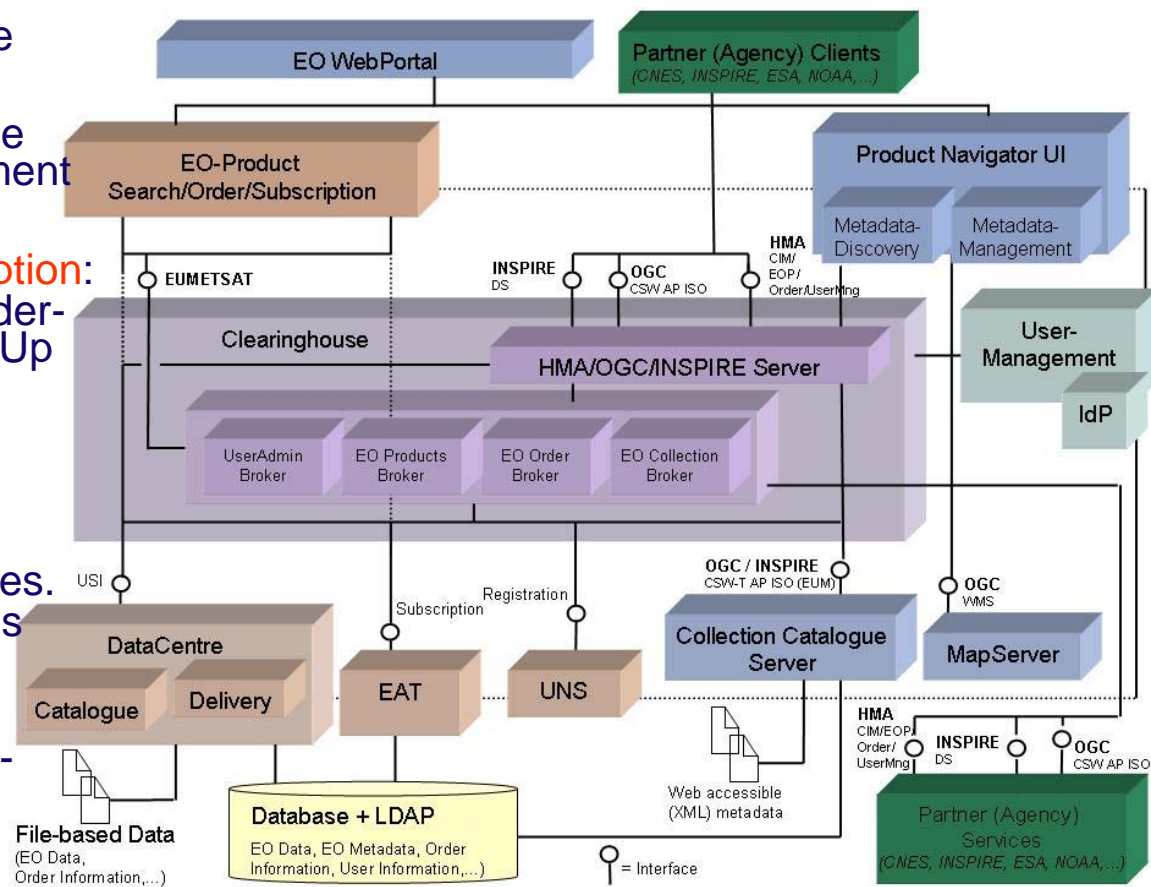 e
e
ment
otion:
der-
Up
es.
s
-
EO WebPortal
Partner (Agency) Clients
(CNES, INSPIRE, ESA, NOAA,...)
EO-Product
Search/Order/Subscription
Product Navigator UI
Metadata-
Discovery
Metadata-
Management
EUMETSAT
INSPIRE
DS
OGC
CSW AP ISO
HMA
CIM/
EOP/
Order/UserMng
Clearinghouse
HMA/OGC/INSPIRE Server
User-
Management
IdP
UserAdmin
Broker
EO Products
Broker
EO Order
Broker
EO Collection
Broker
USI
Subscription
Registration
OGC / INSPIRE
CSW-T AP ISO (EUM)
OGC
WMS
DataCentre
Catalogue
Delivery
EAT
UNS
Collection Catalogue
Server
MapServer
File-based Data
(EO Data,
Order Information,...)
Database + LDAP
EO Data, EO Metadata, Order
Information, User Information,...)
Web accessible
(XML) metadata
= Interface
HMA
CIM/EOP/
Order/
UserMng
INSPIRE
DS
OGC
CSW AP ISO
Partner (Agency)
Services
(CNES, INSPIRE, ESA, NOAA,...)